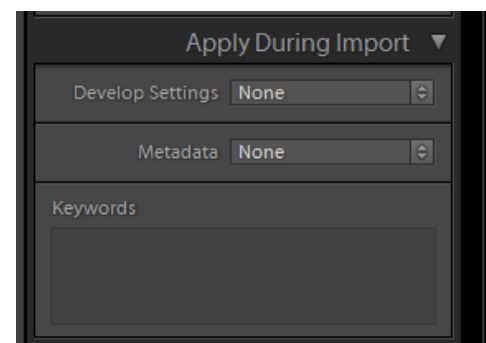 Apply During Import
Develop Settings None
Metadata None
Keywords